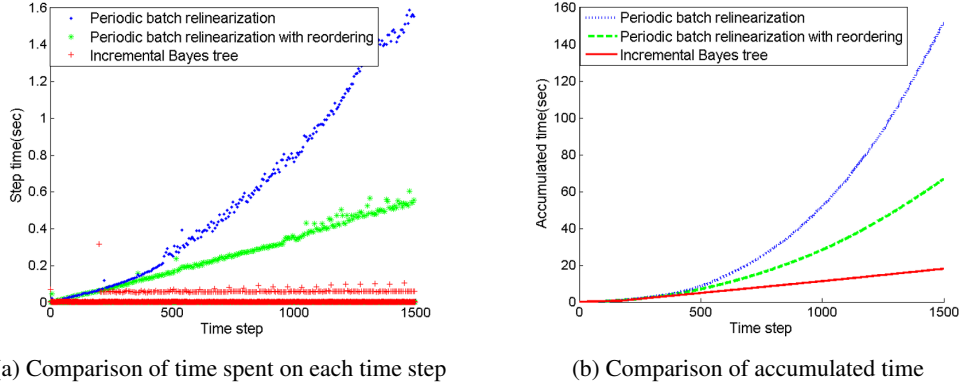 Periodic batch relinearization
Periodic batch relinearization with reordering
Incremental Bayes tree
1.6
1.4
1.2
1
0.8
0.6
0.4
0.2
0
Step time(sec)
0 500 1000 1500
Time step
(a) Comparison of time spent on each time step
Periodic batch relinearization
Periodic batch relinearization with reordering
Incremental Bayes tree
160
140
120
100
80
60
40
20
0
Accumulated time(sec)
0 500 1000 1500
Time step
(b) Comparison of accumulated time